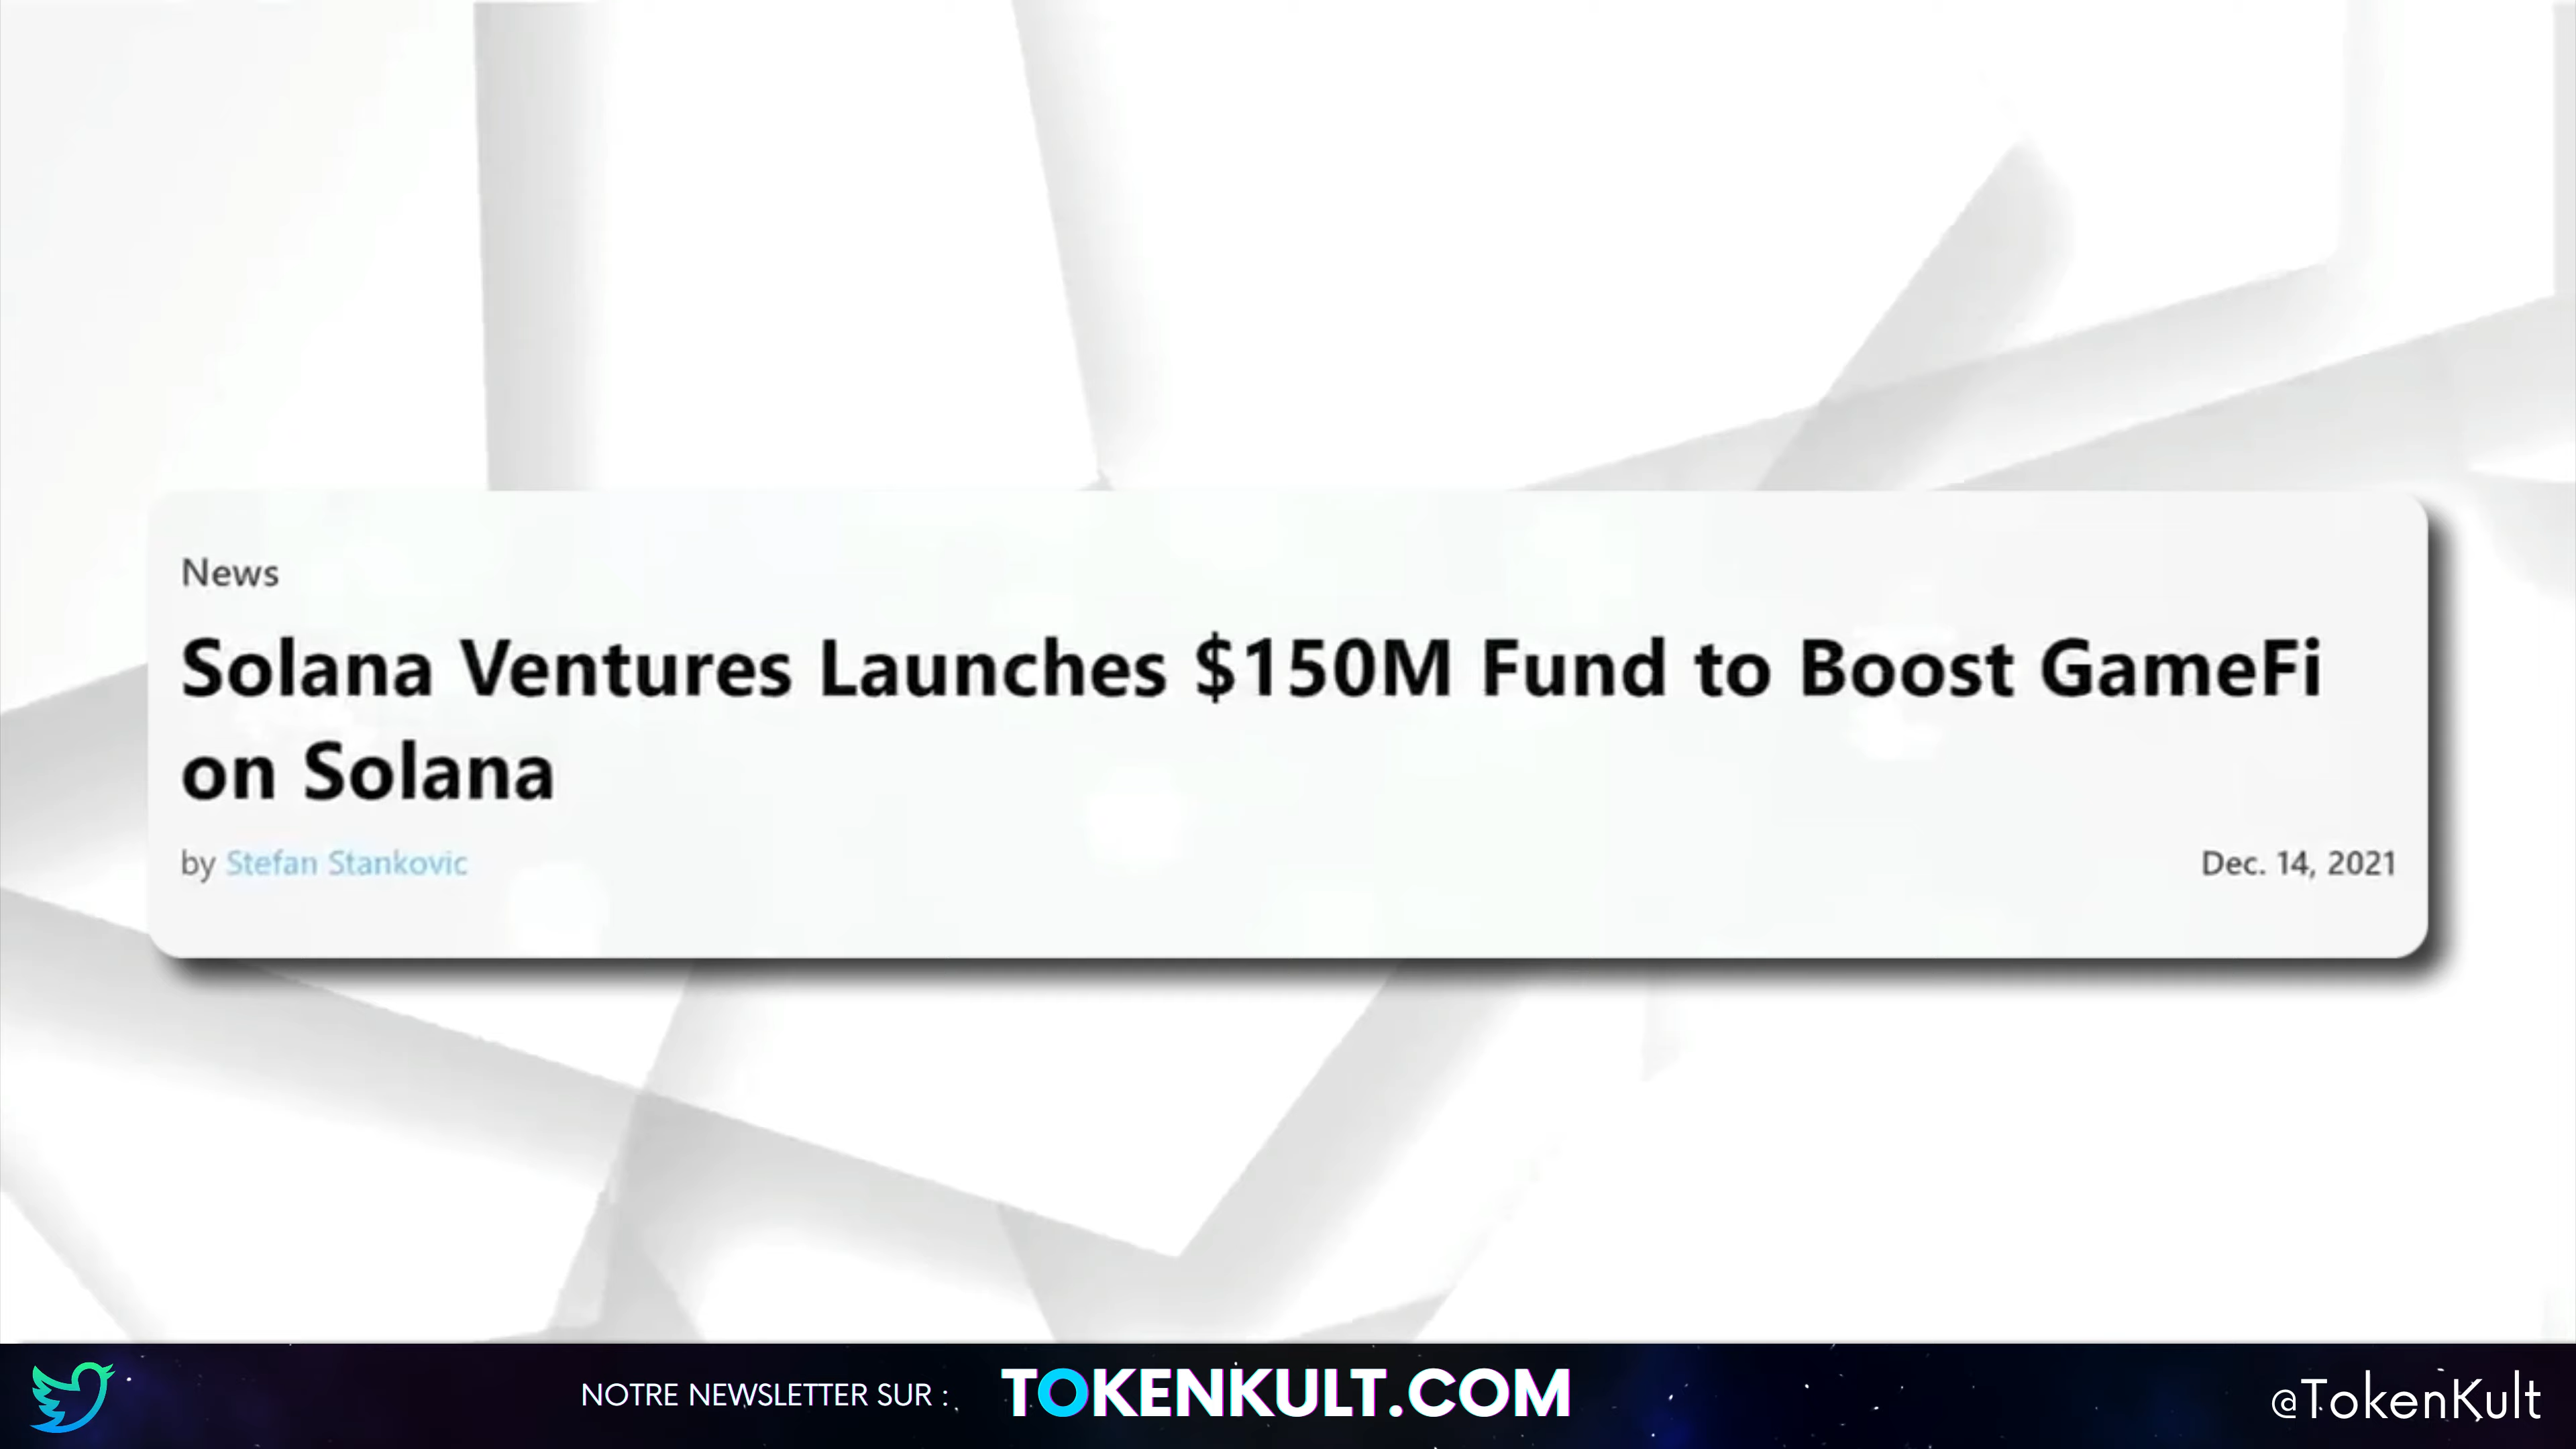 News
Solana Ventures Launches $150M Fund to Boost GameFi
on Solana
by Stefan Stankovic
Dec. 14, 2021
NOTRE NEWSLETTER SUR :
TOKENKULT.COM
@TokenKult